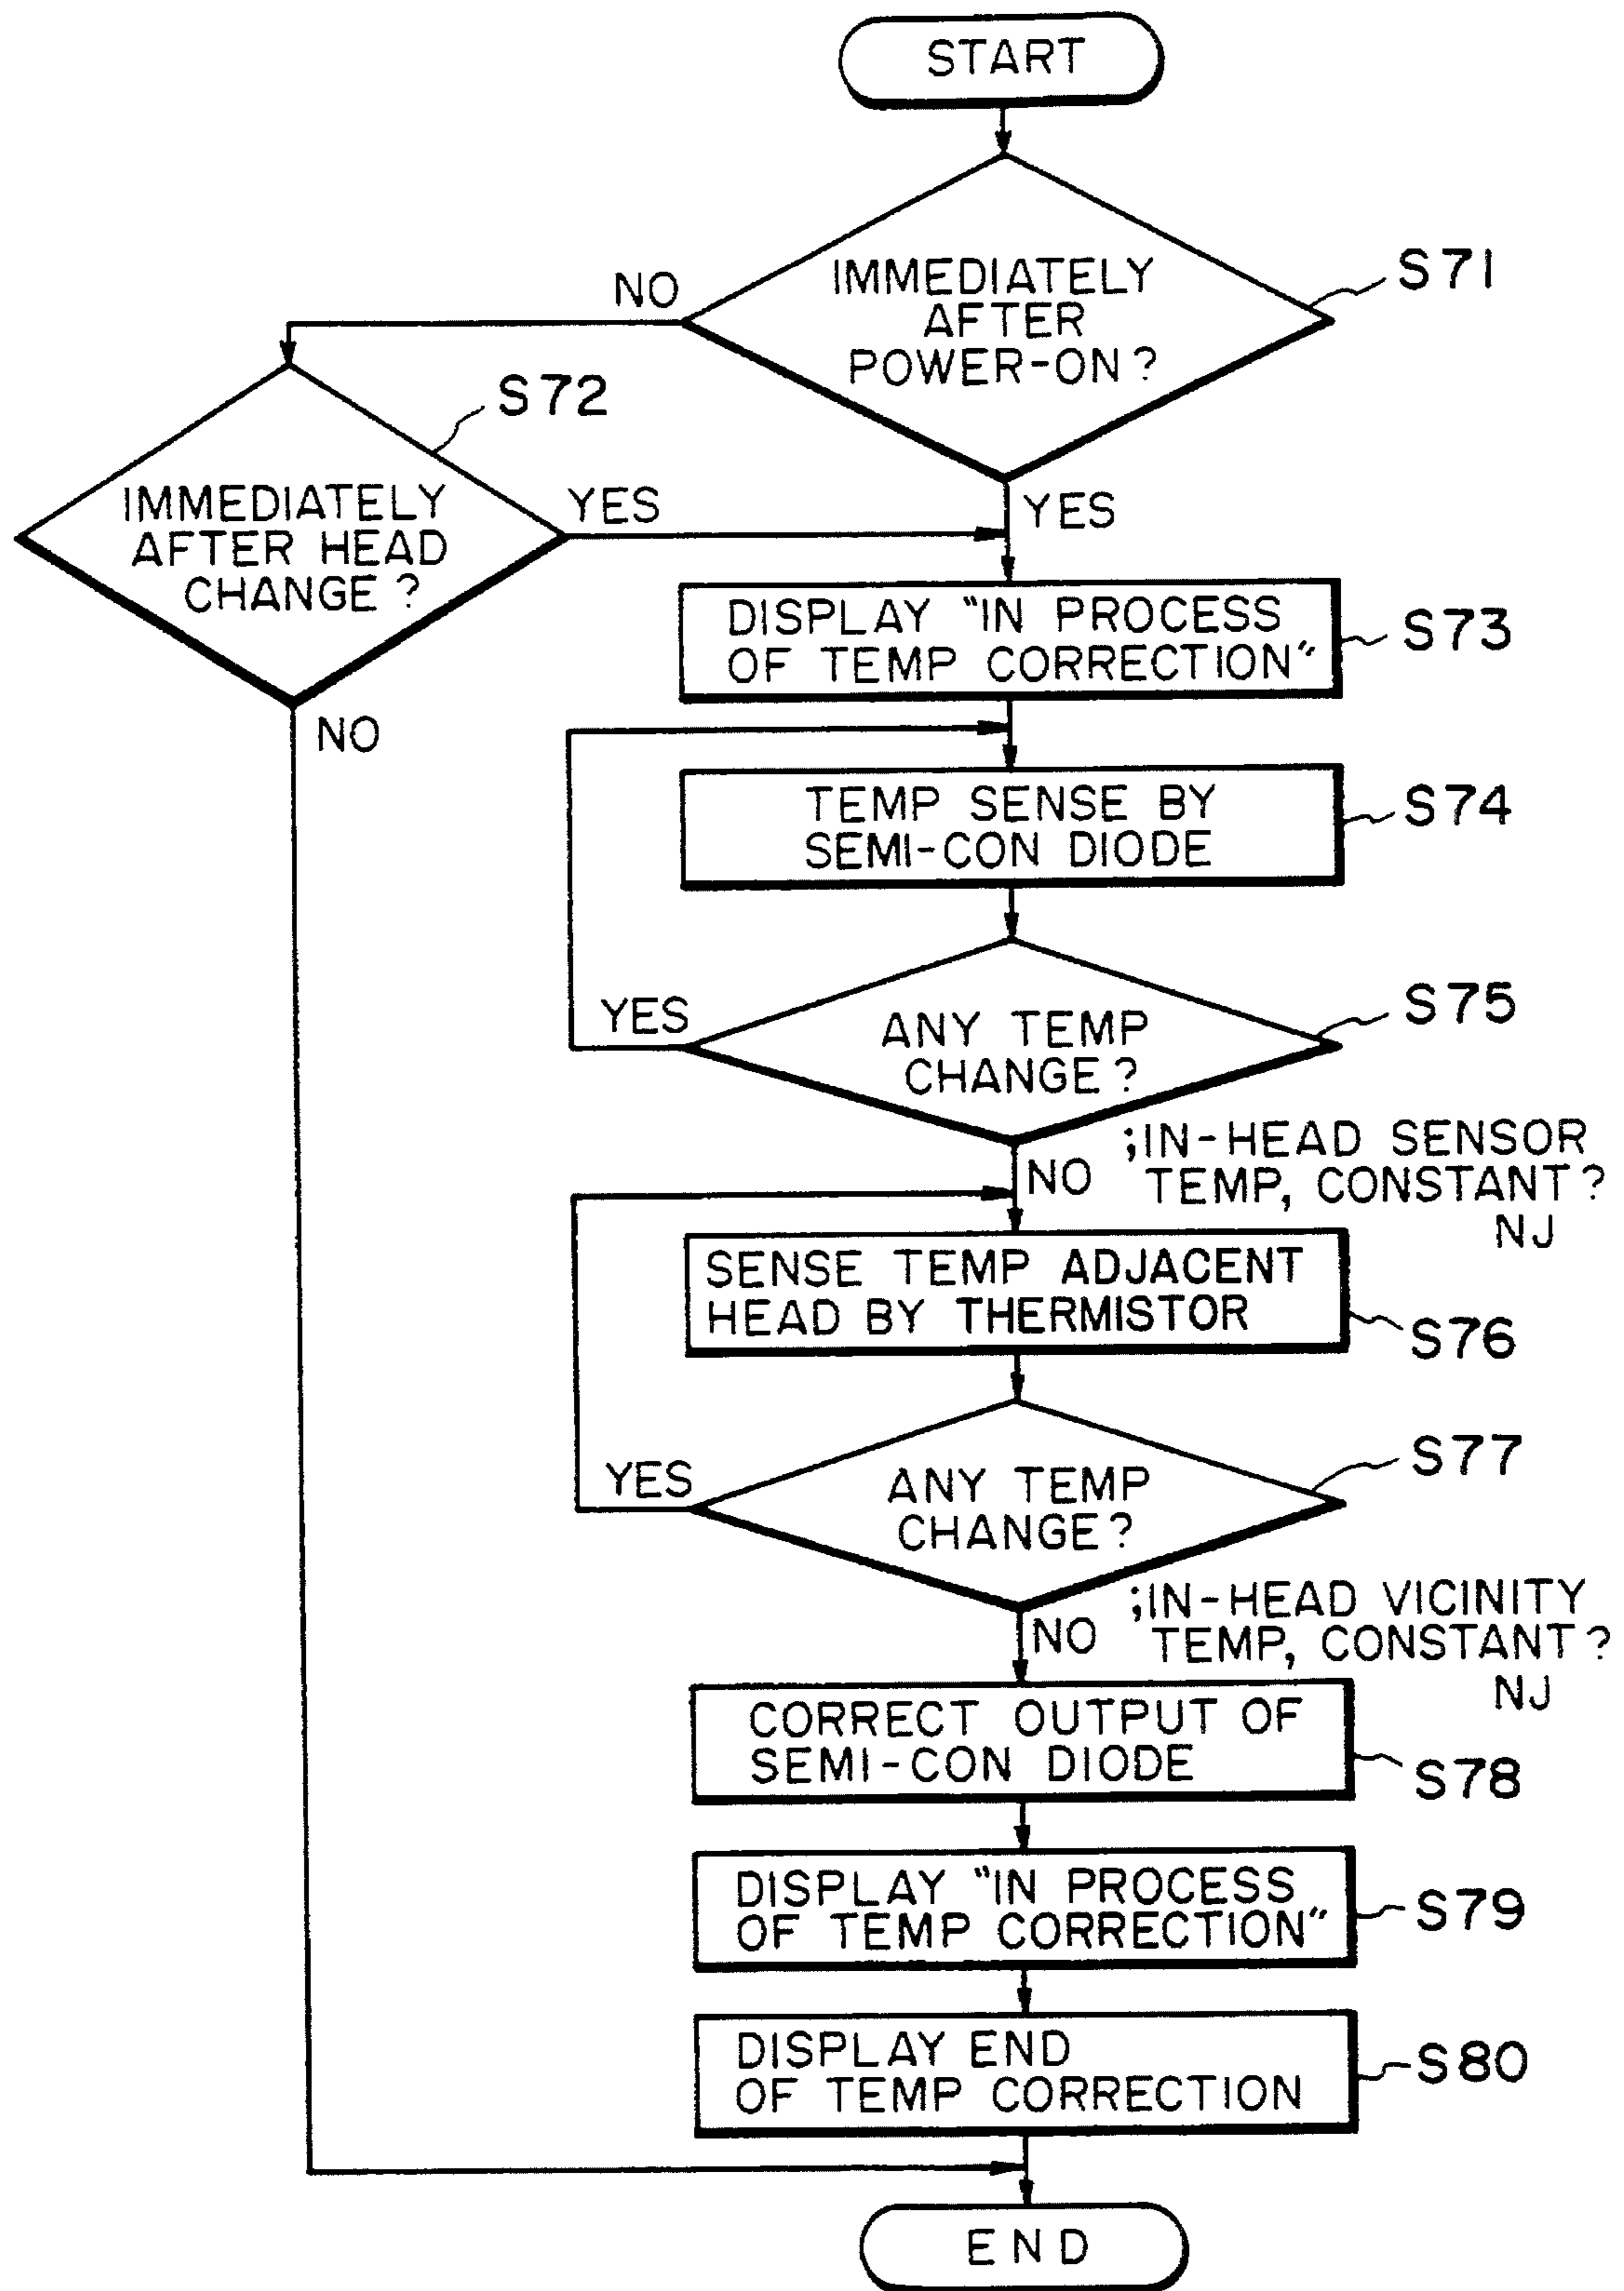 START
IMMEDIATELY
AFTER
POWER-ON?
S71
NO
S72
IMMEDIATELY
AFTER HEAD
CHANGE?
YES
YES
DISPLAY "IN PROCESS
OF TEMP CORRECTION"
S73
NO
TEMP SENSE BY
SEMI-CON DIODE
S74
ANY TEMP
CHANGE?
S75
YES
NO
;IN-HEAD SENSOR
TEMP, CONSTANT?
NJ
SENSE TEMP ADJACENT
HEAD BY THERMISTOR
S76
ANY TEMP
CHANGE?
S77
YES
NO
;IN-HEAD VICINITY
TEMP, CONSTANT?
NJ
CORRECT OUTPUT OF
SEMI-CON DIODE
S78
DISPLAY "IN PROCESS
OF TEMP CORRECTION"
S79
DISPLAY END
OF TEMP CORRECTION
S80
END